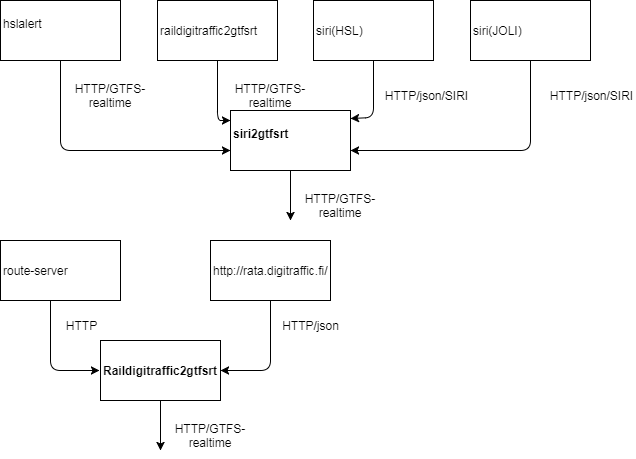 hslalert
raildigitraffic2gtfsrt
siri(HSL)
siri(JOLI)
HTTP/GTFS-
realtime
HTTP/GTFS-
realtime
HTTP/json/SIRI
HTTP/json/SIRI
siri2gtfsrt
HTTP/GTFS-
realtime
route-server
http://rata.digitraffic.fi/
HTTP
HTTP/json
Raildigitraffic2gtfsrt
HTTP/GTFS-
realtime